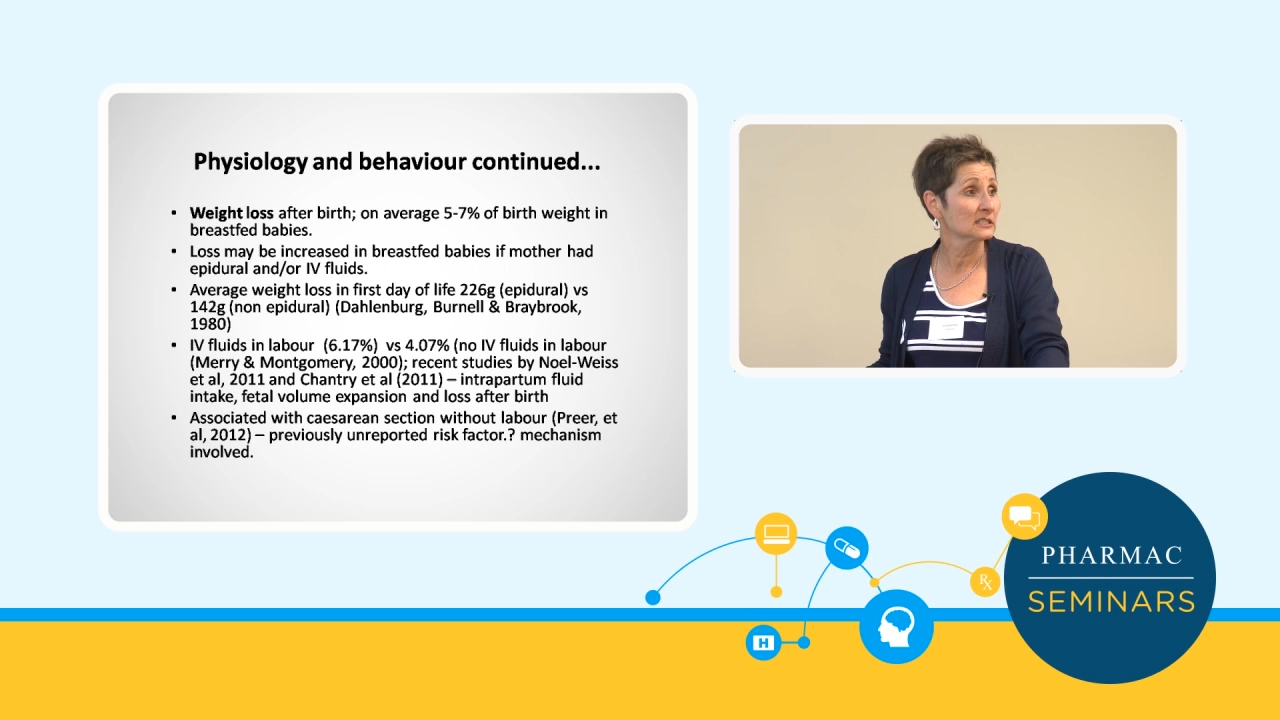 Physiology and behaviour continued...
• Weight loss after birth; on average 5-7% of birth weight in
breastfed babies.
• Loss may be increased in breastfed babies if mother had
epidural and/or IV fluids.
• Average weight loss in first day of life 226g (epidural) vs
142g (non epidural) (Dahlenburg, Burnell & Braybrook,
1980)
• IV fluids in labour (6.17%) vs 4.07% (no IV fluids in labour
(Merry & Montgomery, 2000); recent studies by Noel-Weiss
et al, 2011 and Chantry et al (2011) – intrapartum fluid
intake, fetal volume expansion and loss after birth
• Associated with caesarean section without labour (Preer, et
al, 2012) – previously unreported risk factor.? mechanism
involved.
H
Rx
PHARMAC
SEMINARS